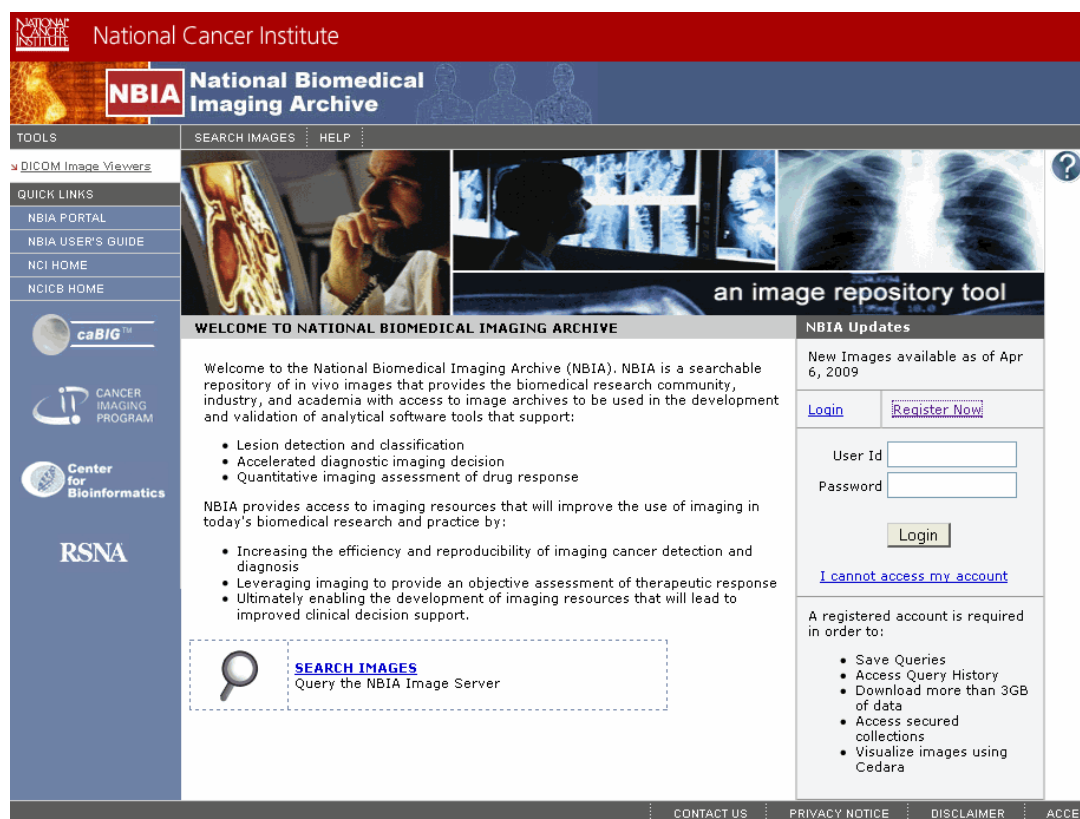 NATIONAL
CANCER
INSTITUTE
National Cancer Institute
NBIA
National Biomedical
Imaging Archive
TOOLS
SEARCH IMAGES
HELP
DICOM Image Viewers
?
QUICK LINKS
NBIA PORTAL
NBIA USER'S GUIDE
NCI HOME
NCICB HOME
an image repository tool
caBIG™
CANCER
IMAGING
PROGRAM
Center
for
Bioinformatics
RSNA
WELCOME TO NATIONAL BIOMEDICAL IMAGING ARCHIVE
Welcome to the National Biomedical Imaging Archive (NBIA). NBIA is a searchable
repository of in vivo images that provides the biomedical research community,
industry, and academia with access to image archives to be used in the development
and validation of analytical software tools that support:
• Lesion detection and classification
• Accelerated diagnostic imaging decision
• Quantitative imaging assessment of drug response
NBIA provides access to imaging resources that will improve the use of imaging in
today's biomedical research and practice by:
• Increasing the efficiency and reproducibility of imaging cancer detection and
diagnosis
• Leveraging imaging to provide an objective assessment of therapeutic response
• Ultimately enabling the development of imaging resources that will lead to
improved clinical decision support.
SEARCH IMAGES
Query the NBIA Image Server
NBIA Updates
New Images available as of Apr
6, 2009
Login
Register Now
User Id
Password
Login
I cannot access my account
A registered account is required
in order to:
• Save Queries
• Access Query History
• Download more than 3GB
of data
• Access secured
collections
• Visualize images using
Cedara
CONTACT US
PRIVACY NOTICE
DISCLAIMER
ACCE